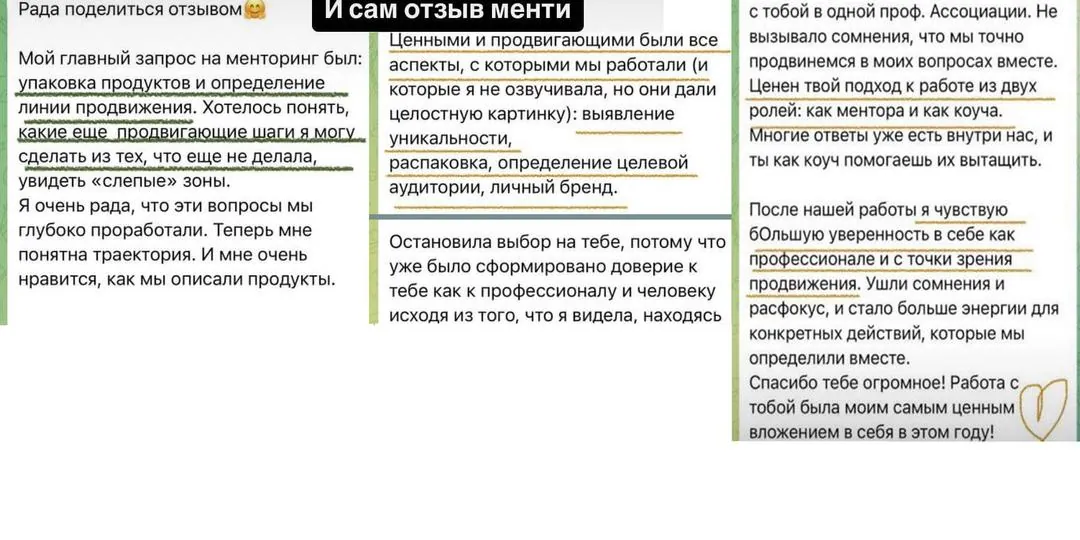 И сам отзыв менти
Рада поделиться отзывом🤗
Мой главный запрос на менторинг был:
упаковка продуктов и определение
линии продвижения. Хотелось понять,
какие еще продвигающие шаги я могу
сделать из тех, что еще не делала,
увидеть «слепые» зоны.
Я очень рада, что эти вопросы мы
глубоко проработали. Теперь мне
понятна траектория. И мне очень
нравится, как мы описали продукты.
Ценными и продвигающими были все
аспекты, с которыми мы работали (и
которые я не озвучивала, но они дали
целостную картинку): выявление
уникальности,
распаковка, определение целевой
аудитории, личный бренд.
Остановила выбор на тебе, потому что
уже было сформировано доверие к
тебе как к профессионалу и человеку
исходя из того, что я видела, находясь
с тобой в одной проф. Ассоциации. Не
вызывало сомнения, что мы точно
продвинемся в моих вопросах вместе.
Ценен твой подход к работе из двух
ролей: как ментора и как коуча.
Многие ответы уже есть внутри нас, и
ты как коуч помогаешь их вытащить.
После нашей работы я чувствую
бОльшую уверенность в себе как
профессионале и с точки зрения
продвижения. Ушли сомнения и
расфокус, и стало больше энергии для
конкретных действий, которые мы
определили вместе.
Спасибо тебе огромное! Работа с
тобой была моим самым ценным
вложением в себя в этом году!